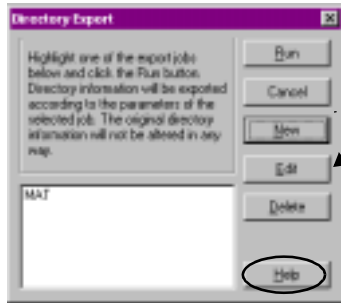 Directory Export
Highlight one of the export jobs
below and click the Run button.
Directory information will be exported
according to the parameters of the
selected job. The original directory
information will not be altered in any
way.
MAT
Run
Cancel
New
Edit
Delete
Help